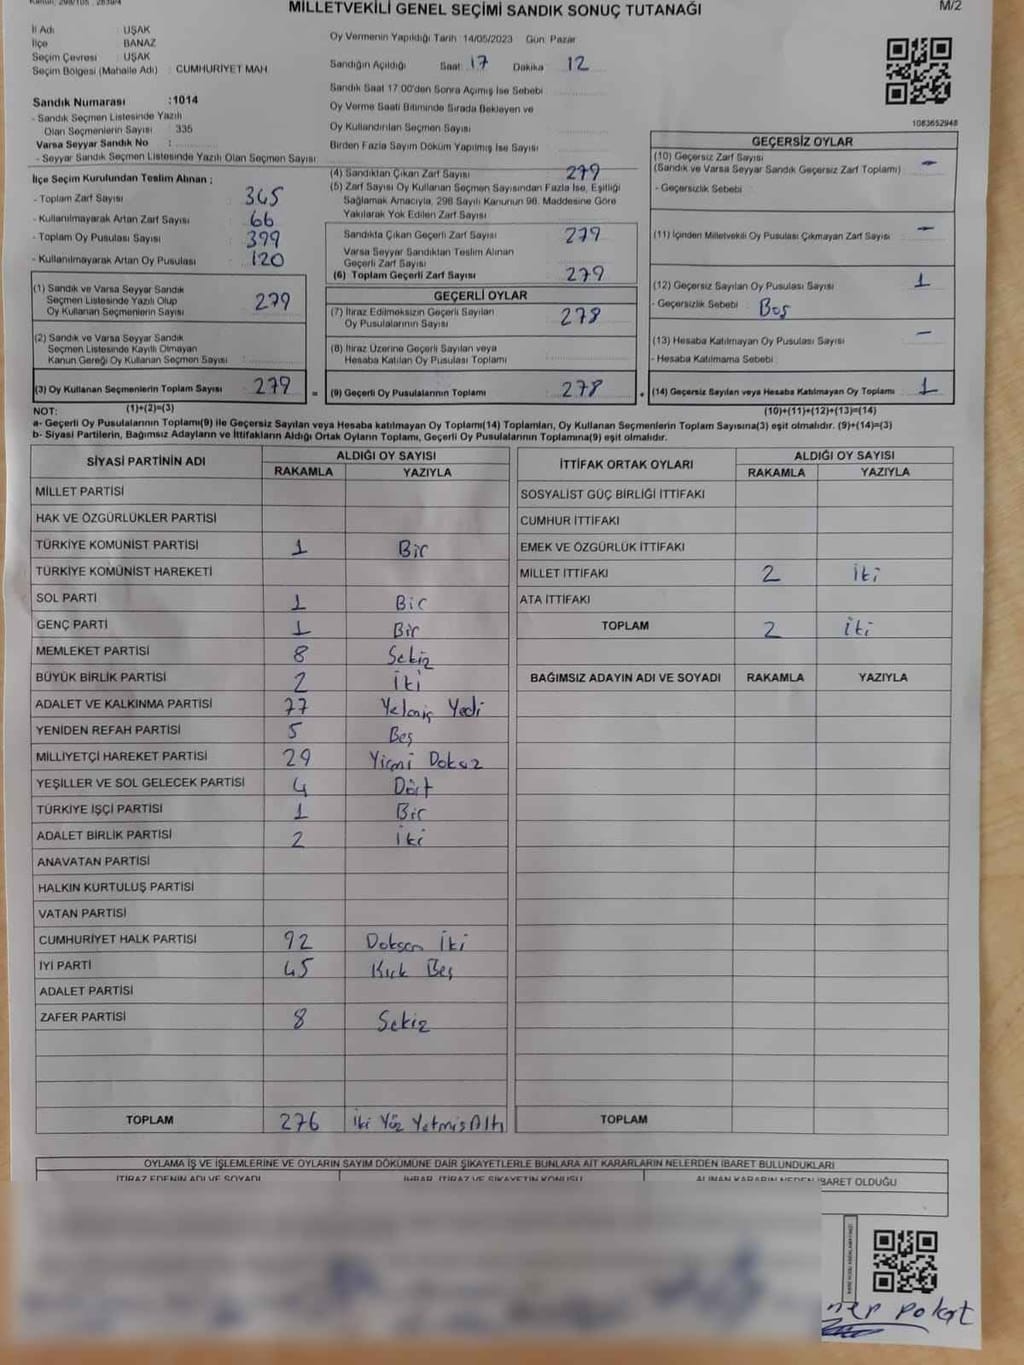 MİLLETVEKİLİ GENEL SEÇİMİ SANDIK SONUÇ TUTANAĞI
M/2
İl Adı : UŞAK
İlçe BANAZ
Seçim Çevresi : UŞAK
Seçim Bölgesi (Mahalle Adı) : CUMHURİYET MAH.
Sandık Numarası :1014
- Sandık Seçmen Listesinde Yazılı
Olan Seçmenlerin Sayısı : 335
Varsa Seyyar Sandık No :
- Seyyar Sandık Seçmen Listesinde Yazılı Olan Seçmen Sayısı :
Oy Vermenin Yapıldığı Tarih :14/05/2023 Gün: Pazar
Sandığın Açıldığı Saat :17 Dakika : 12
Sandık Saat 17.00'den Sonra Açılmış İse Sebebi
Oy Verme Saati Bitiminde Sırada Bekleyen ve
Oy Kullandırılan Seçmen Sayısı
Birden Fazla Sayım Döküm Yapılmış İse Sayısı
1083652948
İlçe Seçim Kurulundan Teslim Alınan ;
- Toplam Zarf Sayısı : 345
- Kullanılmayarak Artan Zarf Sayısı : 66
- Toplam Oy Pusulası Sayısı : 399
- Kullanılmayarak Artan Oy Pusulası : 120
(1) Sandık ve Varsa Seyyar Sandık
Seçmen Listesinde Yazılı Olup
Oy Kullanan Seçmenlerin Sayısı : 279
(2) Sandık ve Varsa Seyyar Sandık
Seçmen Listesinde Kayıtlı Olmayan
Kanun Gereği Oy Kullanan Seçmen Sayısı :
(3) Oy Kullanan Seçmenlerin Toplam Sayısı : 279
(4) Sandıktan Çıkan Zarf Sayısı 279
(5) Zarf Sayısı Oy Kullanan Seçmen Sayısından Fazla İse, Eşitliği
Sağlamak Amacıyla, 298 Sayılı Kanunun 98. Maddesine Göre
Yakılarak Yok Edilen Zarf Sayısı
Sandıkta Çıkan Geçerli Zarf Sayısı 279
Varsa Seyyar Sandıktan Teslim Alınan
Geçerli Zarf Sayısı
(6) Toplam Geçerli Zarf Sayısı 279
GEÇERLİ OYLAR
(7) İtiraz Edilmeksizin Geçerli Sayılan
Oy Pusulalarının Sayısı : 278
(8) İtiraz Üzerine Geçerli Sayılan veya
Hesaba Katılan Oy Pusulası Toplamı :
= (9) Geçerli Oy Pusulalarının Toplamı : 278
GEÇERSİZ OYLAR
(10) Geçersiz Zarf Sayısı
(Sandık ve Varsa Seyyar Sandık Geçersiz Zarf Toplamı) : -
- Geçersizlik Sebebi :
(11) İçinden Milletvekili Oy Pusulası Çıkmayan Zarf Sayısı : -
(12) Geçersiz Sayılan Oy Pusulası Sayısı : 1
- Geçersizlik Sebebi : Boş
(13) Hesaba Katılmayan Oy Pusulası Sayısı : -
- Hesaba Katılmama Sebebi :
+ (14) Geçersiz Sayılan veya Hesaba Katılmayan Oy Toplamı : 1
NOT: (1)+(2)=(3)
(10)+(11)+(12)+(13)=(14)
a- Geçerli Oy Pusulalarının Toplamı(9) ile Geçersiz Sayılan veya Hesaba katılmayan Oy Toplamı(14) Toplamları, Oy Kullanan Seçmenlerin Toplam Sayısına(3) eşit olmalıdır. (9)+(14)=(3)
b- Siyasi Partilerin, Bağımsız Adayların ve İttifakların Aldığı Ortak Oyların Toplamı, Geçerli Oy Pusulalarının Toplamına(9) eşit olmalıdır.
SİYASİ PARTİNİN ADI ALDIĞI OY SAYISI
RAKAMLA YAZIYLA
MİLLET PARTİSİ
HAK VE ÖZGÜRLÜKLER PARTİSİ
TÜRKİYE KOMÜNİST PARTİSİ 1 Bir
TÜRKİYE KOMÜNİST HAREKETİ
SOL PARTİ 1 Bir
GENÇ PARTİ 1 Bir
MEMLEKET PARTİSİ 8 Sekiz
BÜYÜK BİRLİK PARTİSİ 2 İki
ADALET VE KALKINMA PARTİSİ 77 Yetmiş Yedi
YENİDEN REFAH PARTİSİ 5 Beş
MİLLİYETÇİ HAREKET PARTİSİ 29 Yirmi Dokuz
YEŞİLLER VE SOL GELECEK PARTİSİ 4 Dört
TÜRKİYE İŞÇİ PARTİSİ 1 Bir
ADALET BİRLİK PARTİSİ 2 İki
ANAVATAN PARTİSİ
HALKIN KURTULUŞ PARTİSİ
VATAN PARTİSİ
CUMHURİYET HALK PARTİSİ 92 Doksan İki
İYİ PARTİ 45 Kırk Beş
ADALET PARTİSİ
ZAFER PARTİSİ 8 Sekiz
TOPLAM 276 İki Yüz Yetmiş Altı
İTTİFAK ORTAK OYLARI ALDIĞI OY SAYISI
RAKAMLA YAZIYLA
SOSYALİST GÜÇ BİRLİĞİ İTTİFAKI
CUMHUR İTTİFAKI
EMEK VE ÖZGÜRLÜK İTTİFAKI
MİLLET İTTİFAKI 2 İki
ATA İTTİFAKI
TOPLAM 2 İki
BAĞIMSIZ ADAYIN ADI VE SOYADI RAKAMLA YAZIYLA
TOPLAM
OYLAMA İŞ VE İŞLEMLERİNE VE OYLARIN SAYIM DÖKÜMÜNE DAİR ŞİKAYETLERLE BUNLARA AİT KARARLARIN NELERDEN İBARET BULUNDUKLARI
İTİRAZ EDENİN ADI VE SOYADI İHBAR, İTİRAZ VE ŞİKAYETİN KONUSU ALINAN KARARIN NEDEN İBARET OLDUĞU
ner polat